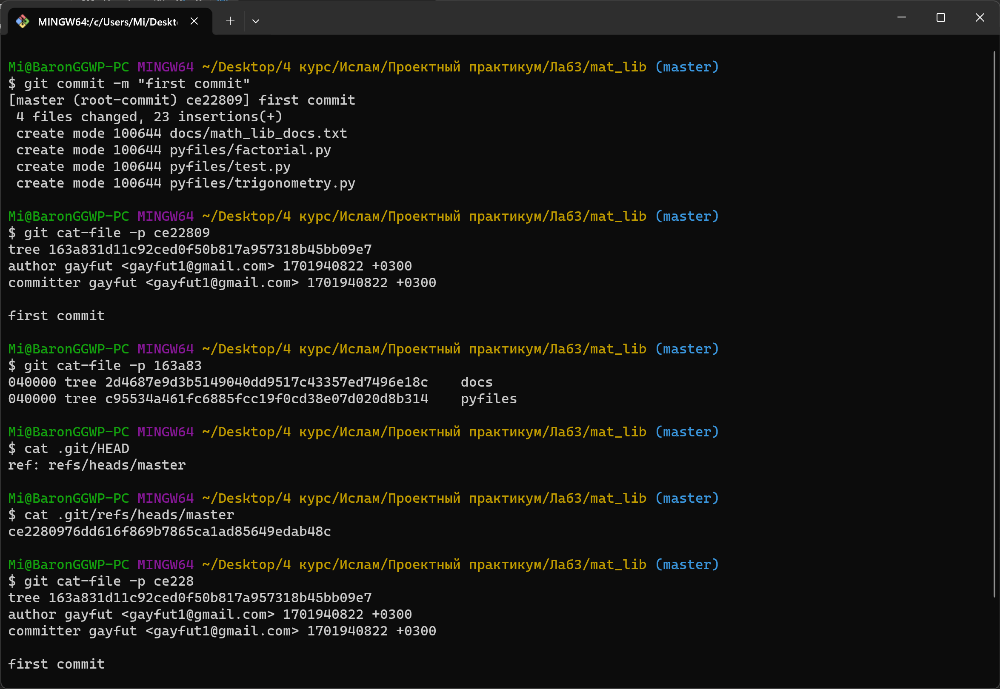 MINGW64:/c/Users/Mi/Deskt
Mi@BaronGGWP-PC MINGW64 ~/Desktop/4 курс/Ислам/Проектный практикум/Лаб3/mat_lib (master)
$ git commit -m "first commit"
[master (root-commit) ce22809] first commit
 4 files changed, 23 insertions(+)
 create mode 100644 docs/math_lib_docs.txt
 create mode 100644 pyfiles/factorial.py
 create mode 100644 pyfiles/test.py
 create mode 100644 pyfiles/trigonometry.py
Mi@BaronGGWP-PC MINGW64 ~/Desktop/4 курс/Ислам/Проектный практикум/Лаб3/mat_lib (master)
$ git cat-file -p ce22809
tree 163a831d11c92ced0f50b817a957318b45bb09e7
author gayfut <gayfut1@gmail.com> 1701940822 +0300
committer gayfut <gayfut1@gmail.com> 1701940822 +0300
first commit
Mi@BaronGGWP-PC MINGW64 ~/Desktop/4 курс/Ислам/Проектный практикум/Лаб3/mat_lib (master)
$ git cat-file -p 163a83
040000 tree 2d4687e9d3b5149040dd9517c43357ed7496e18c    docs
040000 tree c95534a461fc6885fcc19f0cd38e07d020d8b314    pyfiles
Mi@BaronGGWP-PC MINGW64 ~/Desktop/4 курс/Ислам/Проектный практикум/Лаб3/mat_lib (master)
$ cat .git/HEAD
ref: refs/heads/master
Mi@BaronGGWP-PC MINGW64 ~/Desktop/4 курс/Ислам/Проектный практикум/Лаб3/mat_lib (master)
$ cat .git/refs/heads/master
ce2280976dd616f869b7865ca1ad85649edab48c
Mi@BaronGGWP-PC MINGW64 ~/Desktop/4 курс/Ислам/Проектный практикум/Лаб3/mat_lib (master)
$ git cat-file -p ce228
tree 163a831d11c92ced0f50b817a957318b45bb09e7
author gayfut <gayfut1@gmail.com> 1701940822 +0300
committer gayfut <gayfut1@gmail.com> 1701940822 +0300
first commit